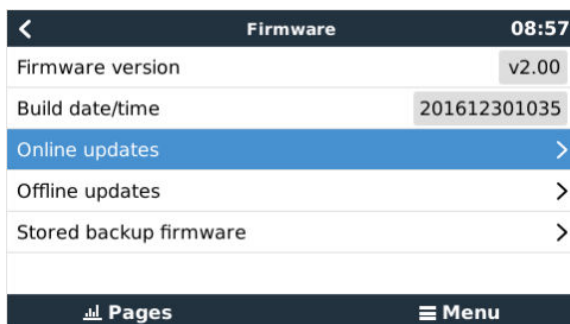 Firmware 08:57
Firmware version v2.00
Build date/time 201612301035
Online updates
Offline updates
Stored backup firmware
Pages Menu